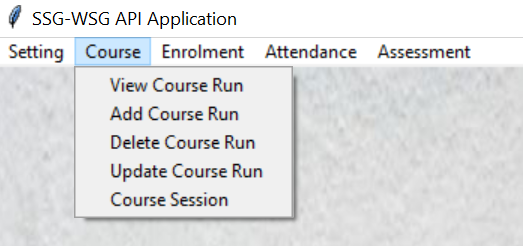 SSG-WSG API Application
Setting Course Enrolment Attendance Assessment
View Course Run
Add Course Run
Delete Course Run
Update Course Run
Course Session